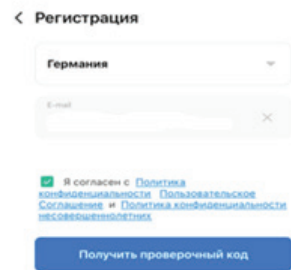 Регистрация
Германия
E-mail
Я согласен с Политика
конфиденциальности Пользовательское
Соглашение и Политика конфиденциальности
несовершеннолетних
Получить проверочный код